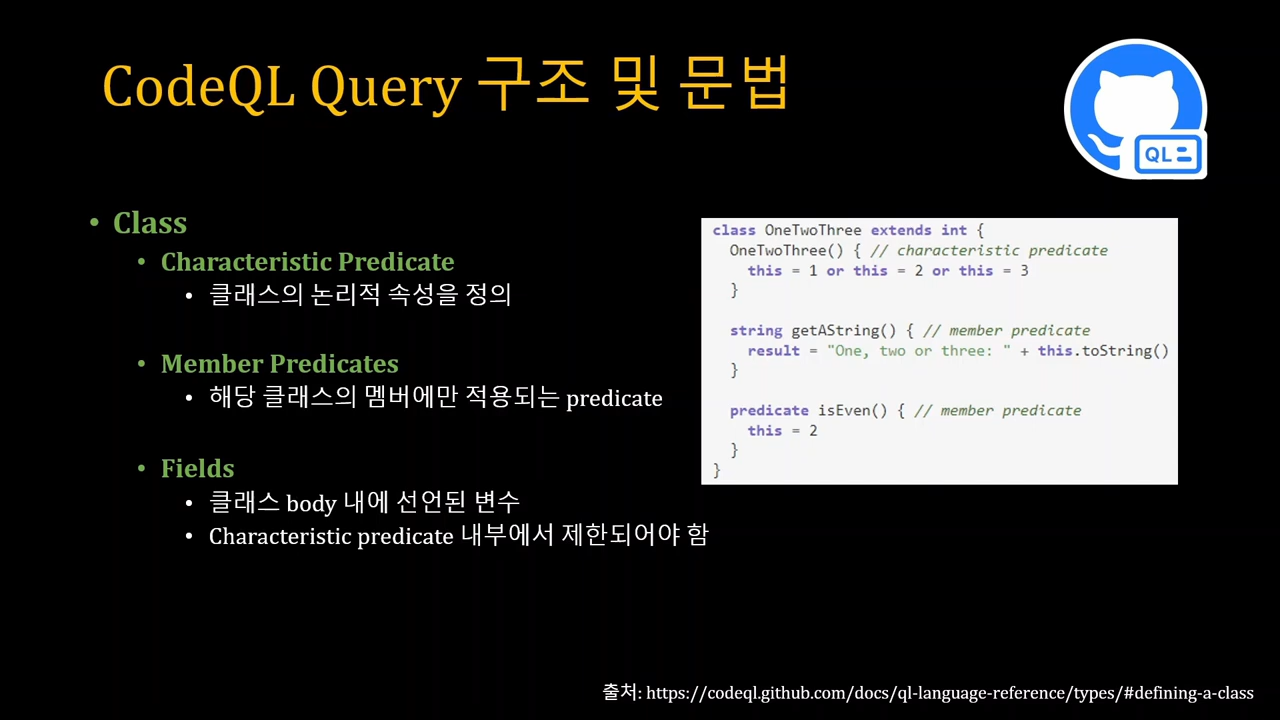 CodeQL Query 구조 및 문법
QL
• Class
• Characteristic Predicate
• 클래스의 논리적 속성을 정의
• Member Predicates
• 해당 클래스의 멤버에만 적용되는 predicate
• Fields
• 클래스 body 내에 선언된 변수
• Characteristic predicate 내부에서 제한되어야 함
class OneTwoThree extends int {
OneTwoThree() { // characteristic predicate
this = 1 or this = 2 or this = 3
}
string getAString() { // member predicate
result = "One, two or three: " + this.toString()
}
predicate isEven() { // member predicate
this = 2
}
}
출처: https://codeql.github.com/docs/ql-language-reference/types/#defining-a-class